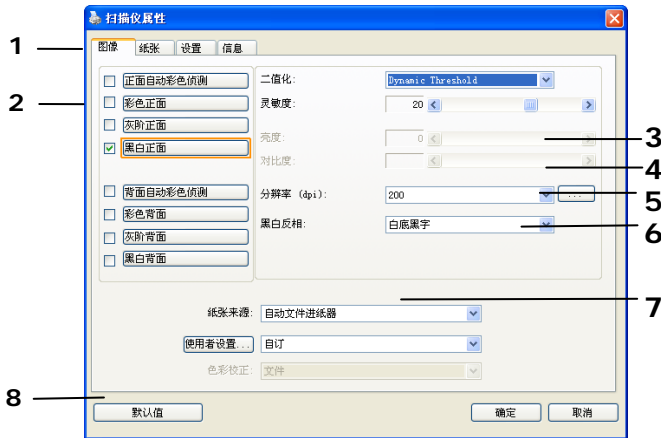 扫描仪属性
1
图像 纸张 设置 信息
2
正面自动彩色侦测
彩色正面
灰阶正面
黑白正面
背面自动彩色侦测
彩色背面
灰阶背面
黑白背面
二值化: Dynamic Threshold
灵敏度: 20
亮度: 0
3
对比度:
4
分辨率 (dpi): 200 ...
5
黑白反相: 白底黑字
6
7
纸张来源: 自动文件进纸器
使用者设置... 自订
色彩校正: 文件
8
默认值 确定 取消